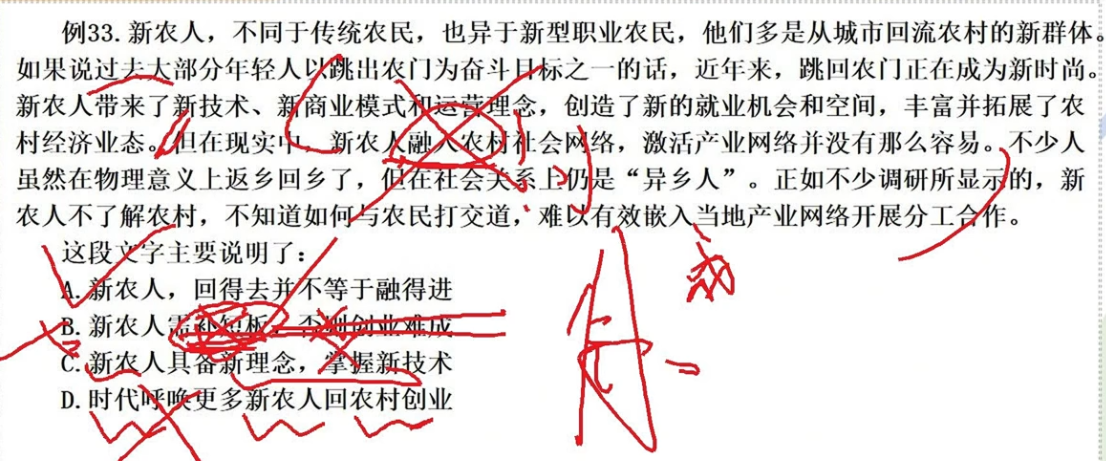 例33. 新农人，不同于传统农民，也异于新型职业农民，他们多是从城市回流农村的新群体。
如果说过去大部分年轻人以跳出农门为奋斗目标之一的话，近年来，跳回农门正在成为新时尚。
新农人带来了新技术、新商业模式和运营理念，创造了新的就业机会和空间，丰富并拓展了农
村经济业态。但在现实中，新农人融入农村社会网络，激活产业网络并没有那么容易。不少人
虽然在物理意义上返乡回乡了，但在社会关系上仍是“异乡人”。正如不少调研所显示的，新
农人不了解农村，不知道如何与农民打交道，难以有效嵌入当地产业网络开展分工合作。
这段文字主要说明了：
A. 新农人，回得去并不等于融得进
B. 新农人需补短板，否则创业难成
C. 新农人具备新理念，掌握新技术
D. 时代呼唤更多新农人回农村创业